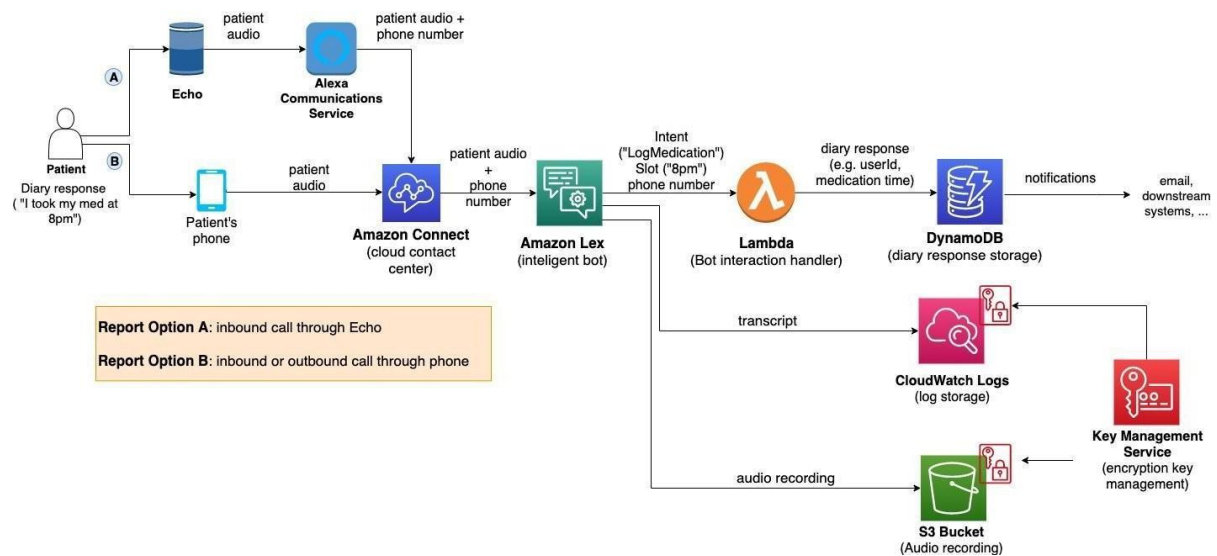 patient
audio
patient audio +
phone number
A
Echo
Alexa
Communications
Service
Patient
Diary response
( "I took my med at
8pm")
B
patient
audio
Patient's
phone
Amazon Connect
(cloud contact
center)
patient audio
+
phone
number
Amazon Lex
(inteligent bot)
Intent
("LogMedication")
Slot ("8pm")
phone number
Lambda
(Bot interaction handler)
diary response
(e.g. userId,
medication time)
DynamoDB
(diary response storage)
notifications
email,
downstream
systems, ...
Report Option A: inbound call through Echo
Report Option B: inbound or outbound call through phone
transcript
CloudWatch Logs
(log storage)
Key Management
Service
(encryption key
management)
audio recording
S3 Bucket
(Audio recording)